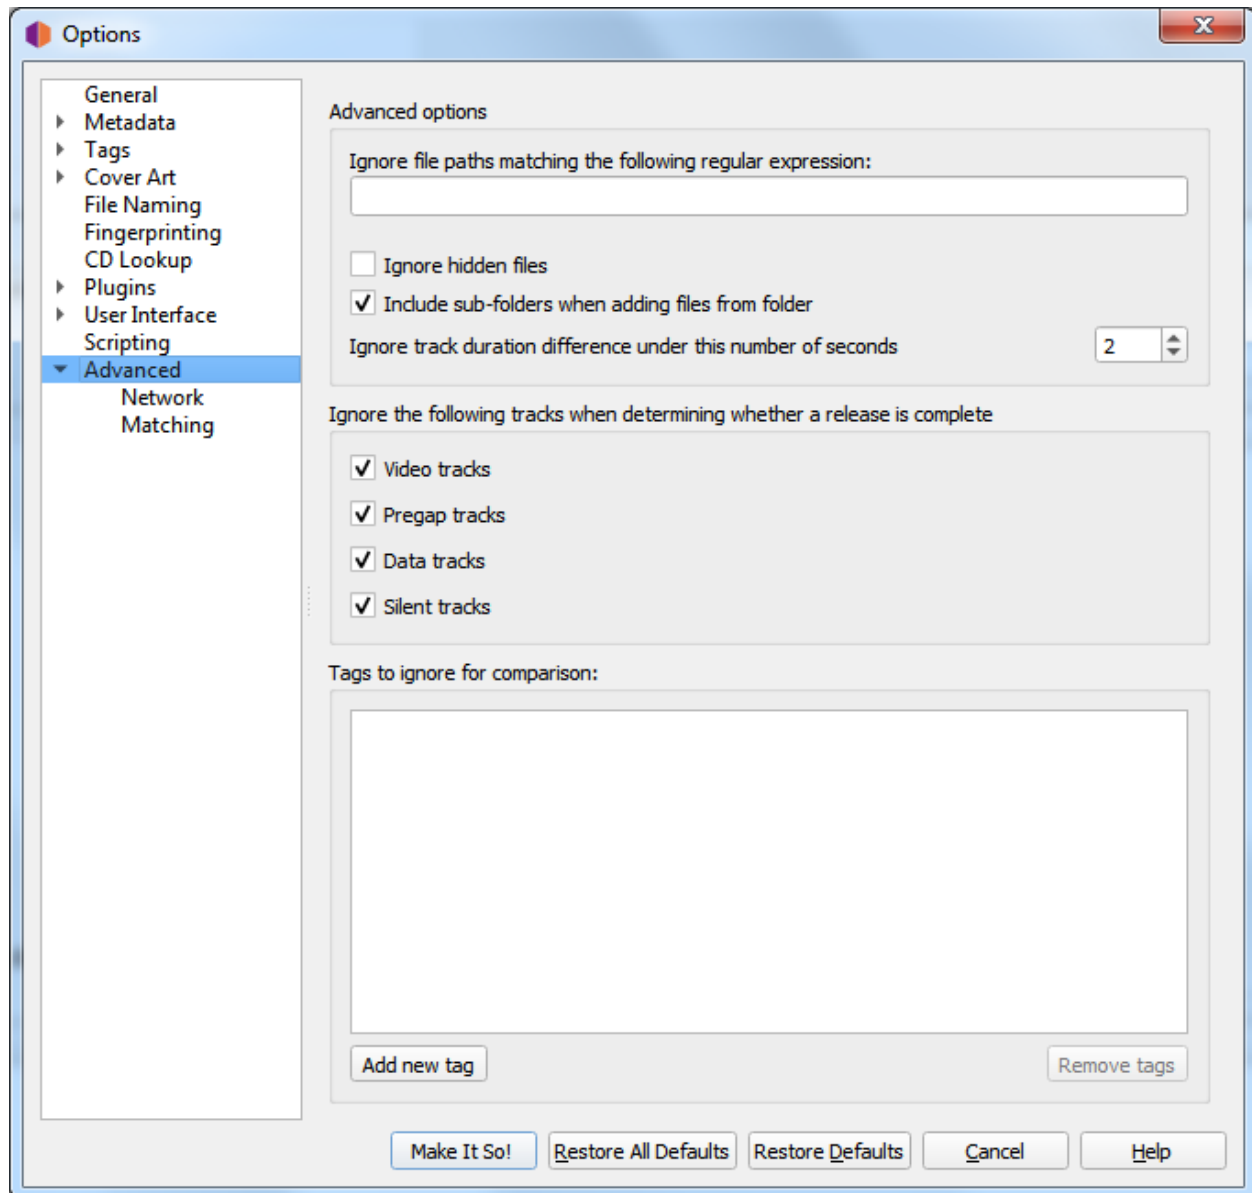 Options
General
Metadata
Tags
Cover Art
File Naming
Fingerprinting
CD Lookup
Plugins
User Interface
Scripting
Advanced
Network
Matching
Advanced options
Ignore file paths matching the following regular expression:
Ignore hidden files
Include sub-folders when adding files from folder
Ignore track duration difference under this number of seconds 2
Ignore the following tracks when determining whether a release is complete
Video tracks
Pregap tracks
Data tracks
Silent tracks
Tags to ignore for comparison:
Add new tag Remove tags
Make It So! Restore All Defaults Restore Defaults Cancel Help